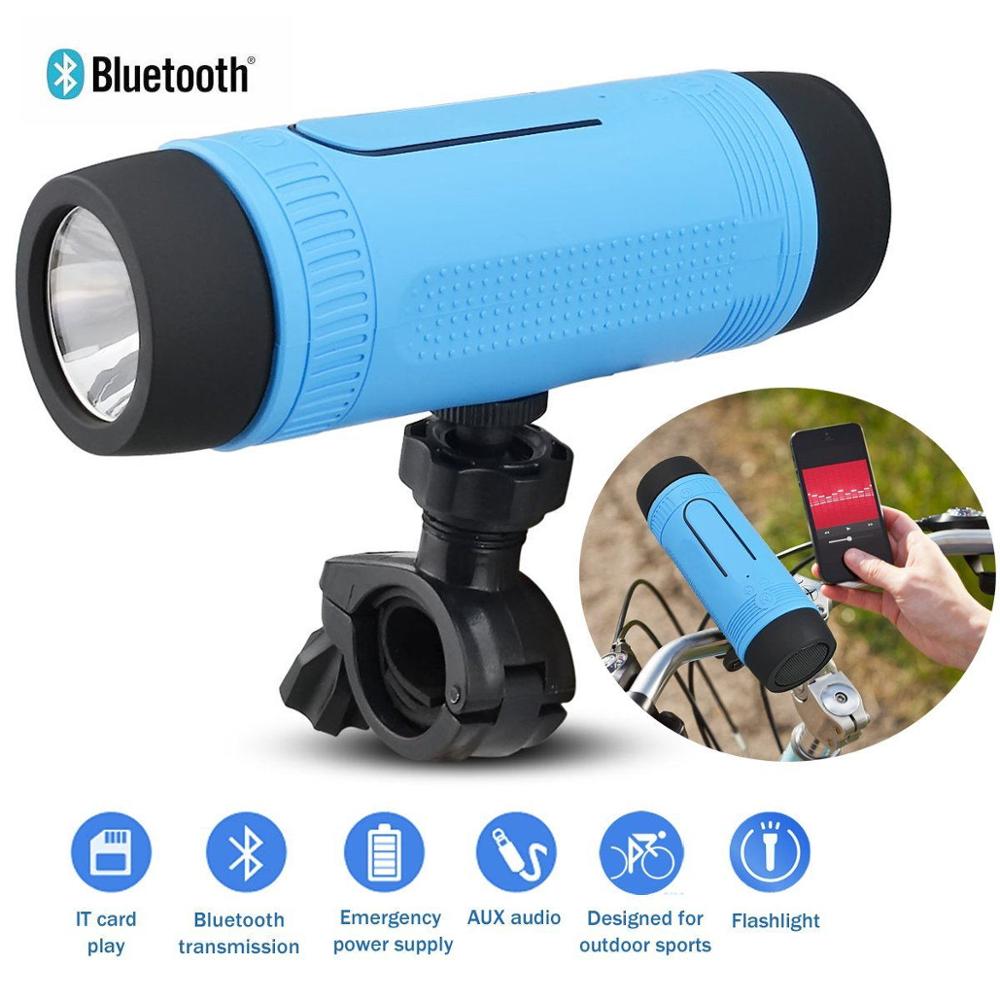 Bluetooth®
IT card
play
Bluetooth
transmission
Emergency
power supply
AUX audio
Designed for
outdoor sports
Flashlight